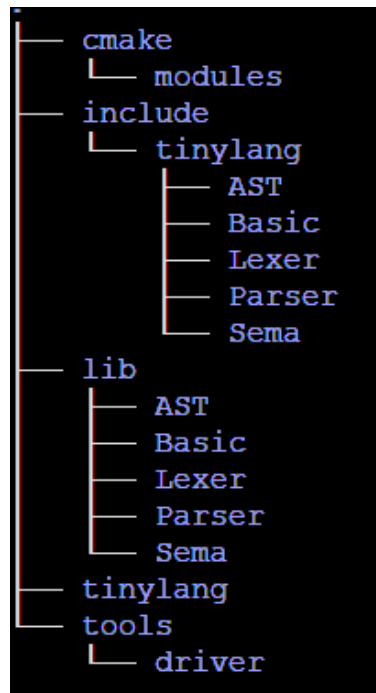 .
cmake
modules
include
tinylang
AST
Basic
Lexer
Parser
Sema
lib
AST
Basic
Lexer
Parser
Sema
tinylang
tools
driver